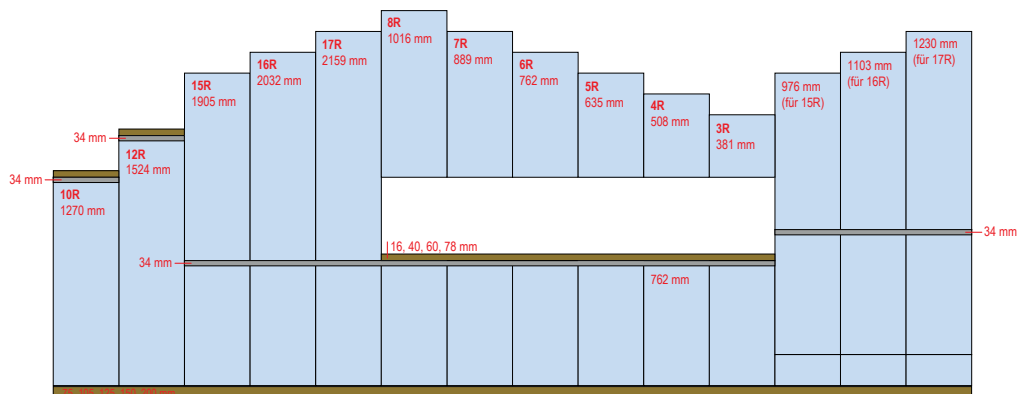 8R
1016 mm
17R
2159 mm
7R
889 mm
1230 mm
(für 17R)
16R
2032 mm
6R
762 mm
1103 mm
(für 16R)
15R
1905 mm
5R
635 mm
976 mm
(für 15R)
4R
508 mm
3R
381 mm
34 mm
12R
1524 mm
34 mm
10R
1270 mm
16, 40, 60, 78 mm
34 mm
34 mm
762 mm